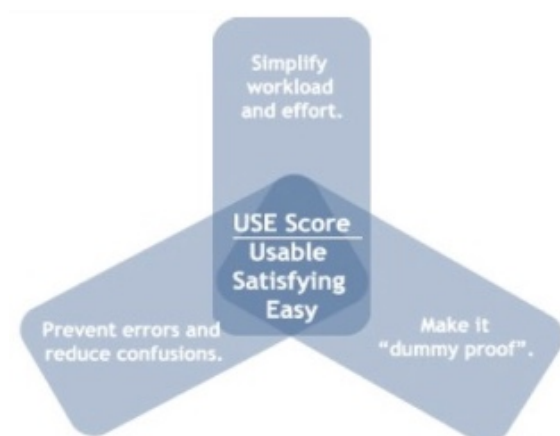 Simplify
workload
and effort.
USE Score
Usable
Satisfying
Easy
Prevent errors and
reduce confusions.
Make it
“dummy proof”.